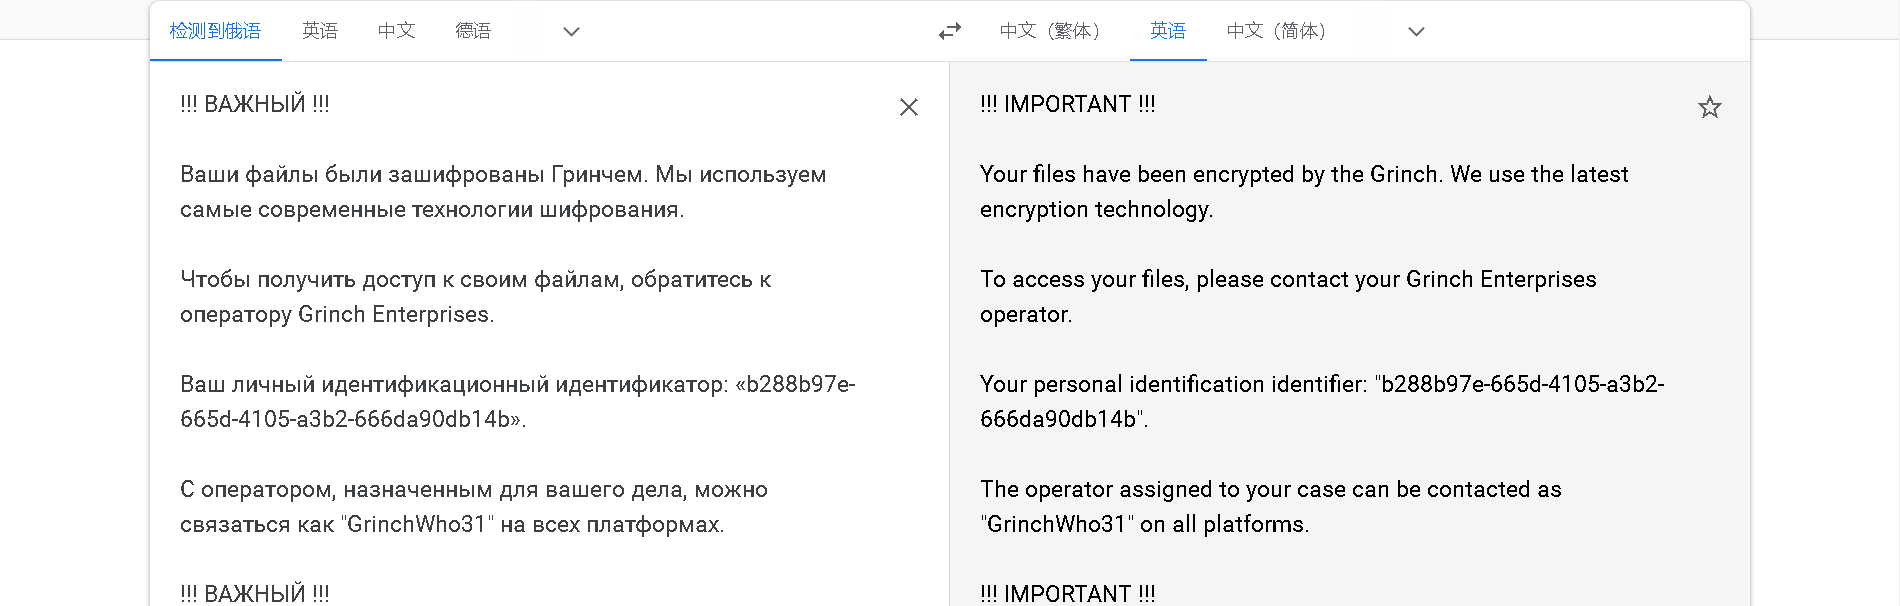 检测到俄语 英语 中文 德语 中文（繁体） 英语 中文（简体）
!!! ВАЖНЫЙ !!!
Ваши файлы были зашифрованы Гринчем. Мы используем
самые современные технологии шифрования.
Чтобы получить доступ к своим файлам, обратитесь к
оператору Grinch Enterprises.
Ваш личный идентификационный идентификатор: «b288b97e-
665d-4105-a3b2-666da90db14b».
С оператором, назначенным для вашего дела, можно
связаться как "GrinchWho31" на всех платформах.
!!! ВАЖНЫЙ !!!
!!! IMPORTANT !!!
Your files have been encrypted by the Grinch. We use the latest
encryption technology.
To access your files, please contact your Grinch Enterprises
operator.
Your personal identification identifier: "b288b97e-665d-4105-a3b2-
666da90db14b".
The operator assigned to your case can be contacted as
"GrinchWho31" on all platforms.
!!! IMPORTANT !!!